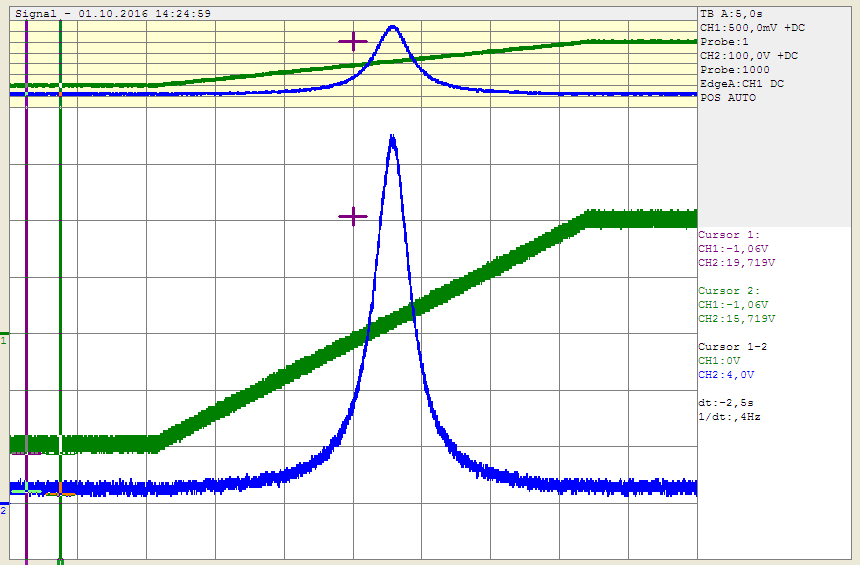 Signal - 01.10.2016 14:24:59
TB A:5,0s
CH1:500,0mV +DC
Probe:1
CH2:100,0V +DC
Probe:1000
EdgeA:CH1 DC
POS AUTO
Cursor 1:
CH1:-1,06V
CH2:19,719V
Cursor 2:
CH1:-1,06V
CH2:15,719V
Cursor 1-2
CH1:0V
CH2:4,0V
dt:-2,5s
1/dt:,4Hz
1
2